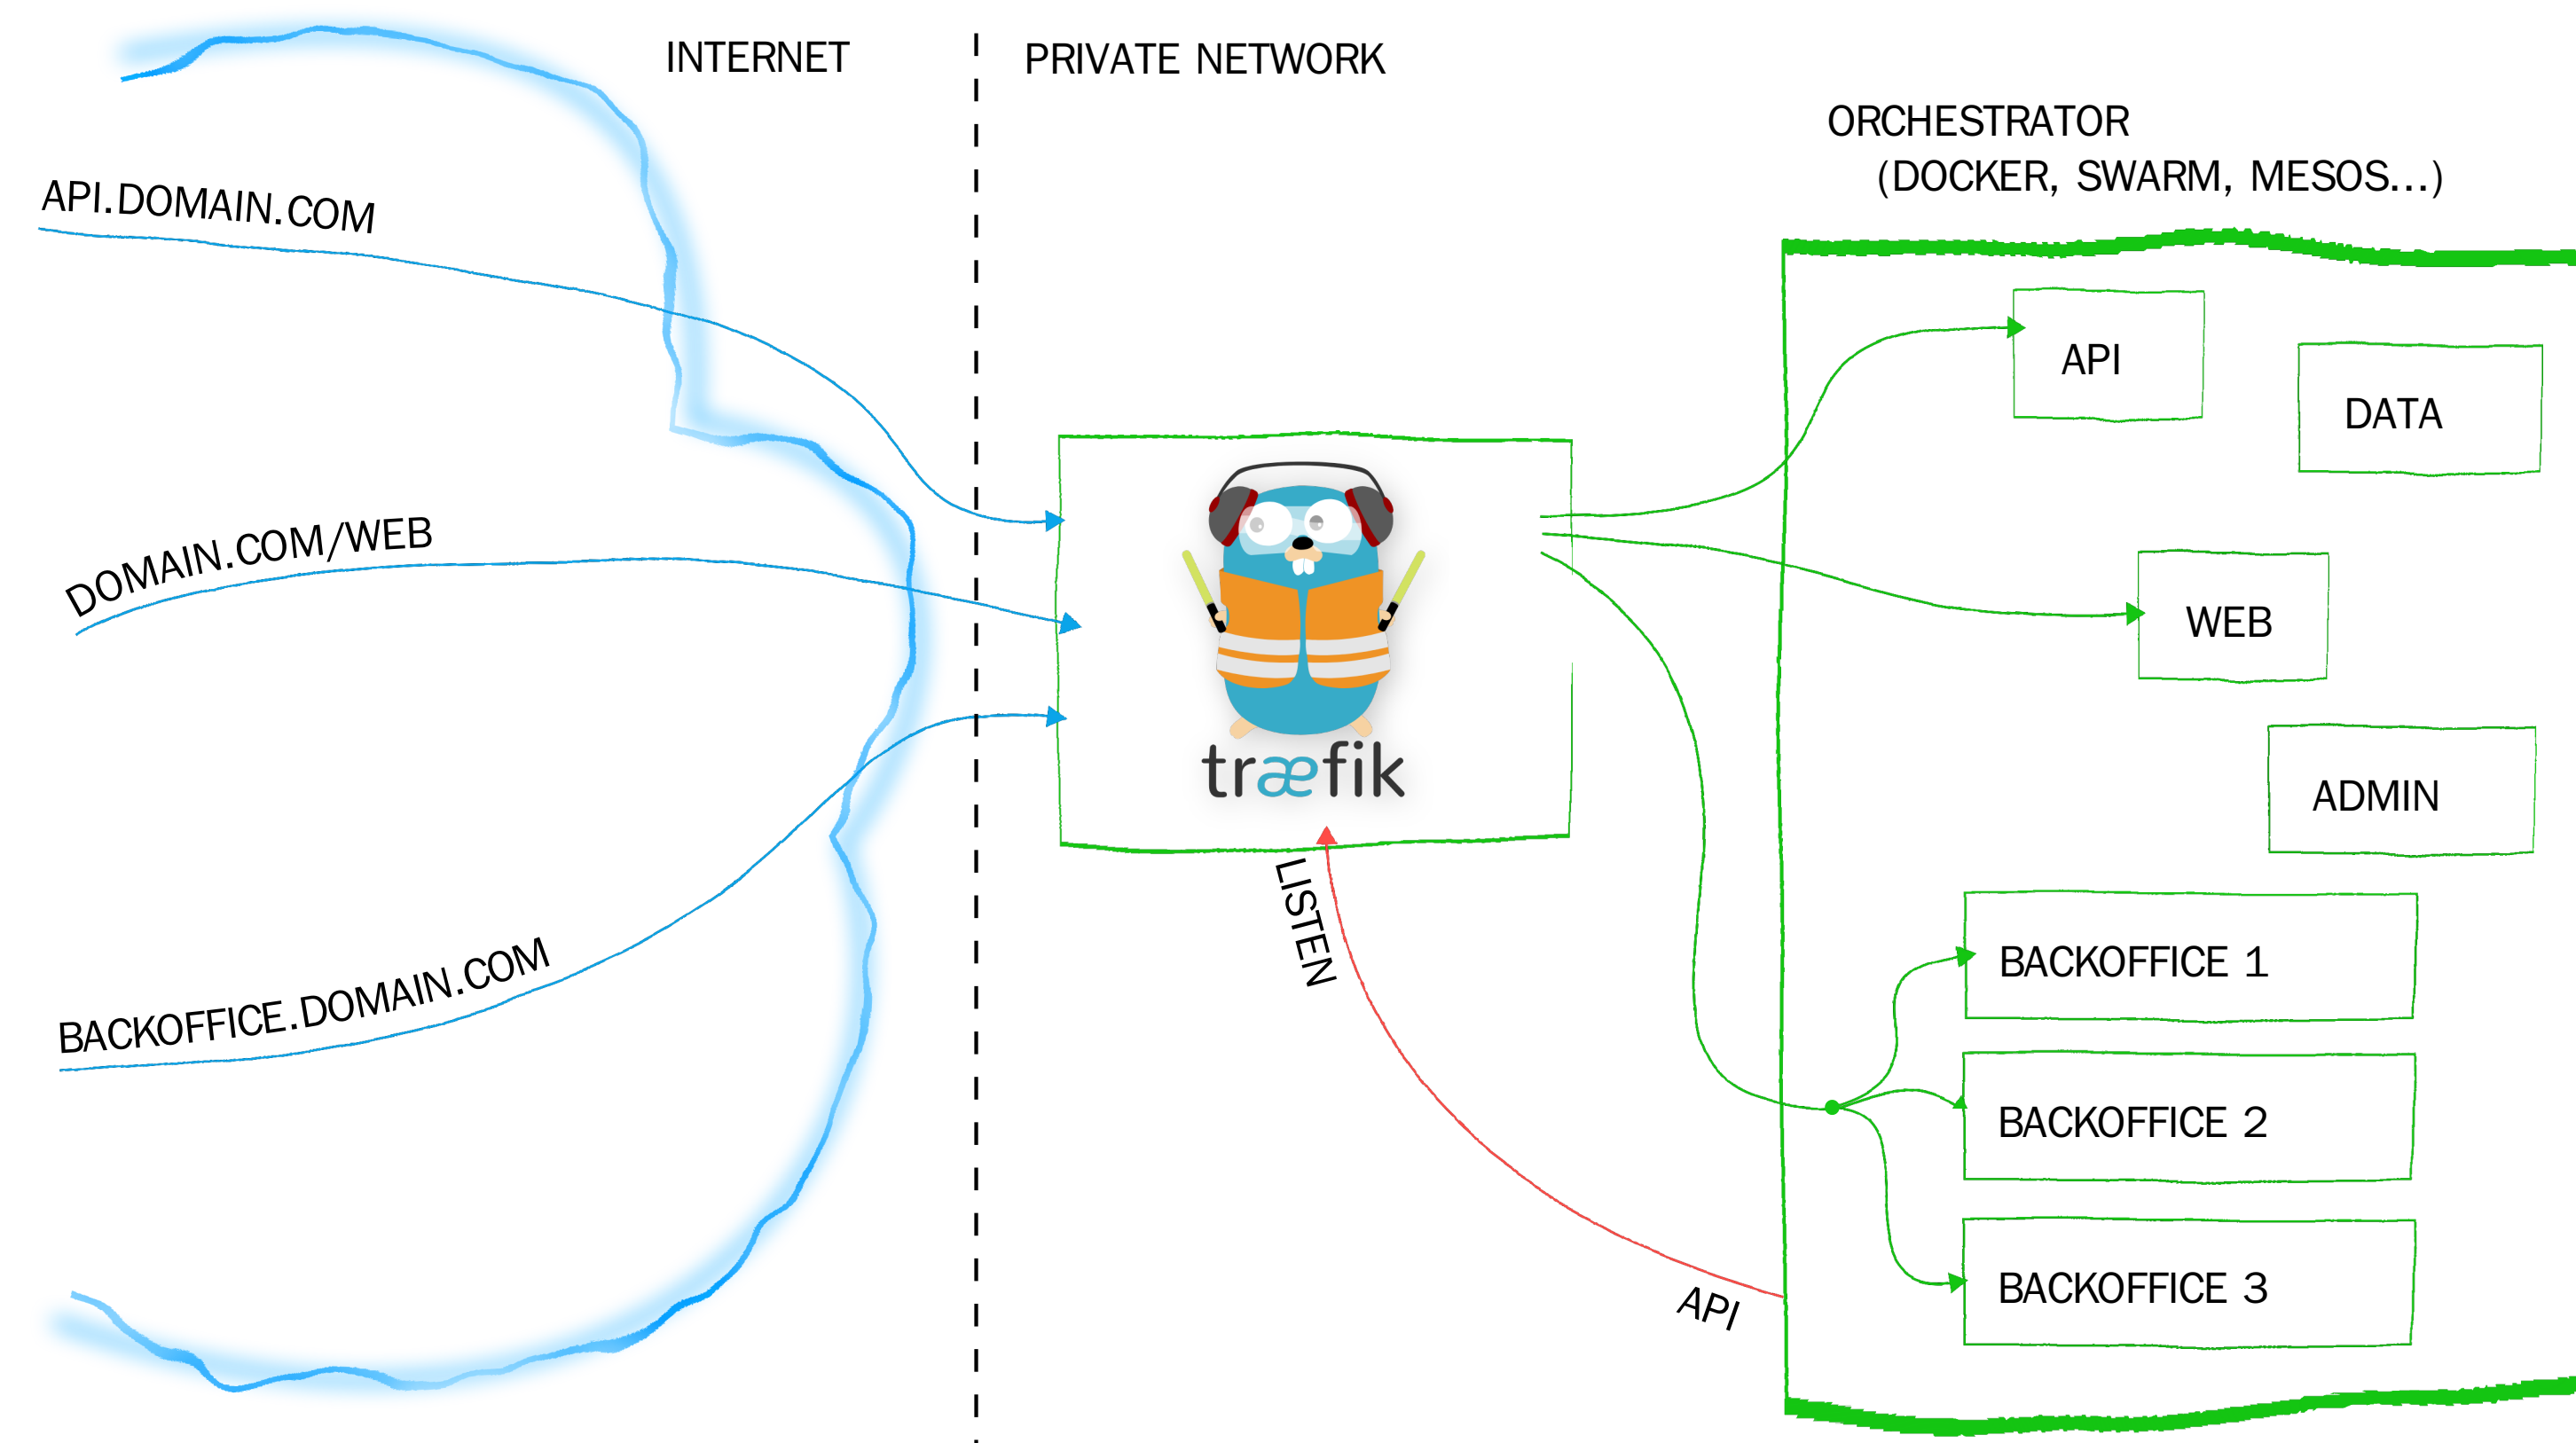 INTERNET
PRIVATE NETWORK
ORCHESTRATOR
(DOCKER, SWARM, MESOS...)
API.DOMAIN.COM
DOMAIN.COM/WEB
BACKOFFICE.DOMAIN.COM
træfik
LISTEN
API
API
DATA
WEB
ADMIN
BACKOFFICE 1
BACKOFFICE 2
BACKOFFICE 3